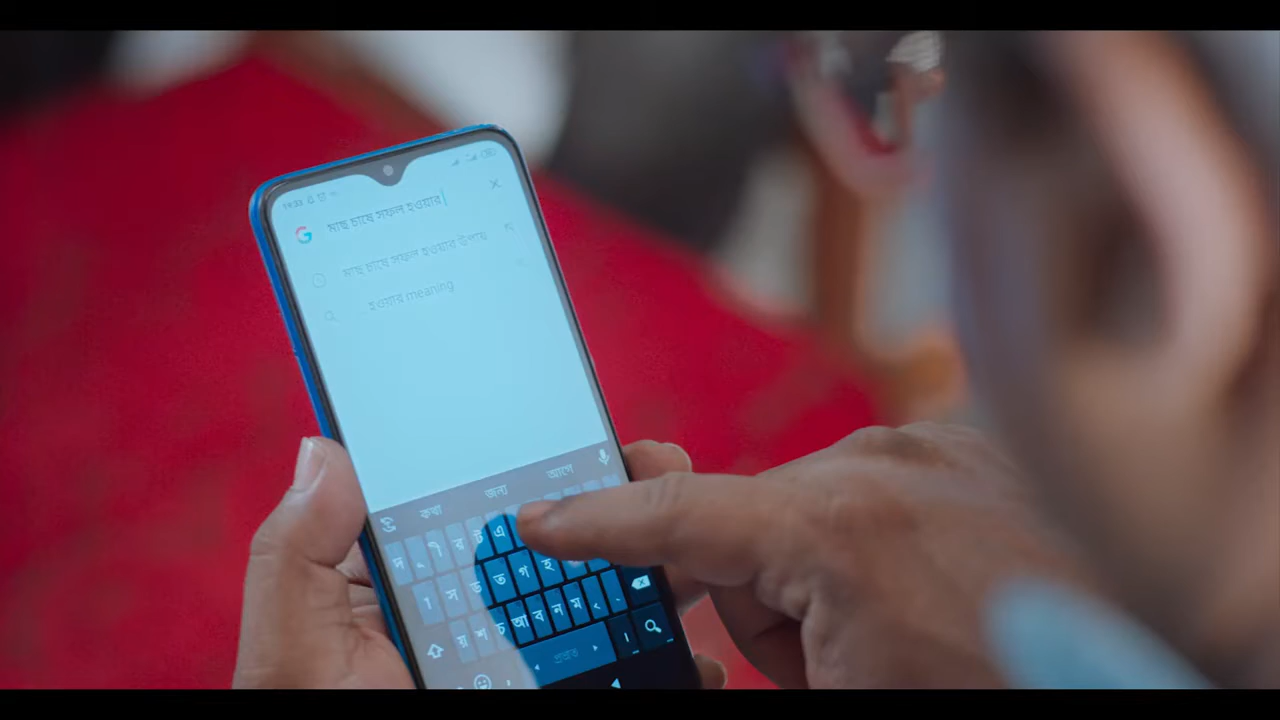 মাছ চাষে সফল হওয়ার
মাছ চাষে সফল হওয়ার উপায়
হওয়ার meaning
কথা জন্য আগে
ট এ
স ড ত গ হ
য় শ চ আ ব ন ম